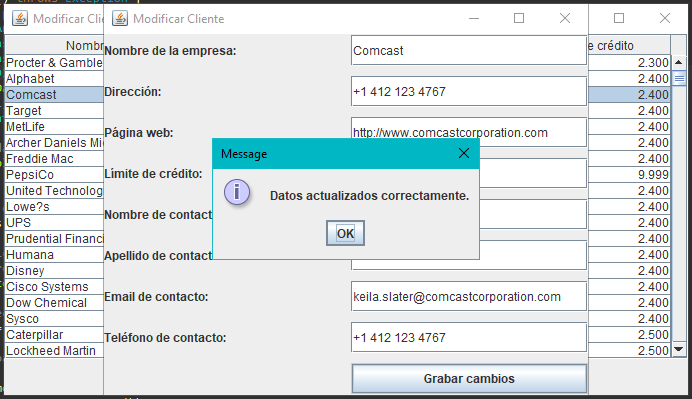 ) throws Exception {
Modificar Clie
Modificar Cliente
Nombr
e crédito
Procter & Gamble
2.300
Alphabet
2.400
Comcast
2.400
Target
2.400
MetLife
2.400
Archer Daniels Mi
2.400
Freddie Mac
2.400
PepsiCo
9.999
United Technolog
2.400
Lowe?s
2.400
UPS
2.400
Prudential Financi
2.400
Humana
2.400
Disney
2.400
Cisco Systems
2.400
Dow Chemical
2.400
Sysco
2.400
Caterpillar
2.500
Lockheed Martin
2.500
Nombre de la empresa:
Comcast
Dirección:
+1 412 123 4767
Página web:
http://www.comcastcorporation.com
Límite de crédito:
Nombre de contact
Apellido de contact
Email de contacto:
keila.slater@comcastcorporation.com
Teléfono de contacto:
+1 412 123 4767
Grabar cambios
Message
Datos actualizados correctamente.
OK